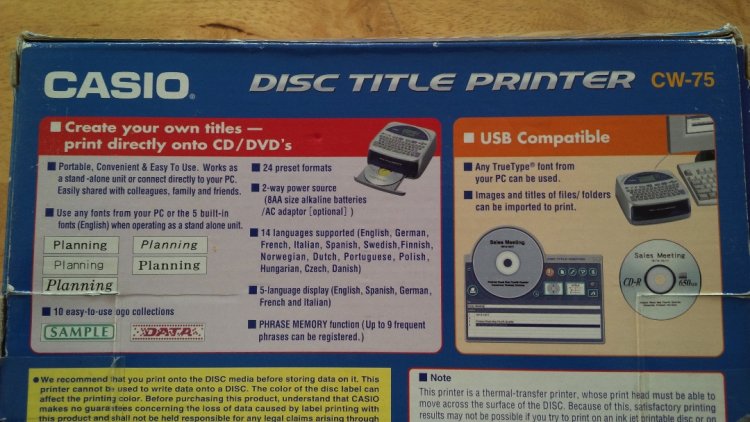 CASIO®
DISC TITLE PRINTER CW-75
Create your own titles —
print directly onto CD/DVD's
Portable, Convenient & Easy To Use. Works as
a stand-alone unit or connect directly to your PC.
Easily shared with colleagues, family and friends.
Use any fonts from your PC or the 5 built-in
fonts (English) when operating as a stand alone unit.
Planning Planning
Planning Planning
Planning
10 easy-to-use logo collections
SAMPLE DATA
24 preset formats
2-way power source
(8AA size alkaline batteries
/AC adaptor [optional] )
14 languages supported (English, German,
French, Italian, Spanish, Swedish,Finnish,
Norwegian, Dutch, Portuguese, Polish,
Hungarian, Czech, Danish)
5-language display (English, Spanish, German,
French and Italian)
PHRASE MEMORY function (Up to 9 frequent
phrases can be registered.)
USB Compatible
Any TrueType® font from
your PC can be used.
Images and titles of files/ folders
can be imported to print.
Sales Meeting
Sales Meeting
CD-R 650MB
DISC TITLE PRINTER
We recommend that you print onto the DISC media before storing data on it. This
printer cannot be used to write data onto a DISC. The color of the disc label can
affect the printing color. Before purchasing this product, understand that CASIO
makes no guarantees concerning the loss of data caused by label printing with
this product and shall not be held responsible for any legal claims arising through
Note
This printer is a thermal-transfer printer, whose print head must be able to
move across the surface of the DISC. Because of this, satisfactory printing
results may not be possible if you try to print on an ink jet printable disc or on